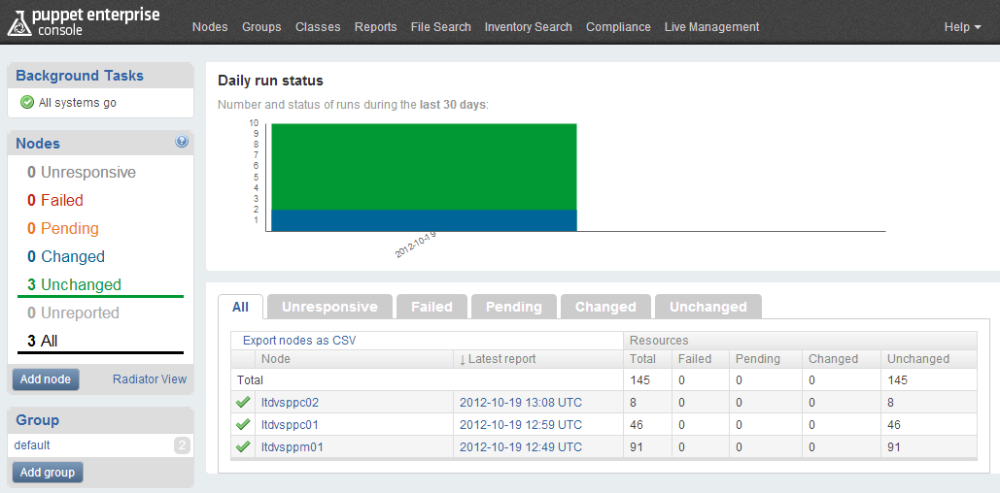 puppet enterprise
console
Nodes Groups Classes Reports File Search Inventory Search Compliance Live Management Help
Background Tasks
All systems go
Nodes ?
0 Unresponsive
0 Failed
0 Pending
0 Changed
3 Unchanged
0 Unreported
3 All
Add node Radiator View
Group
default 2
Add group
Daily run status
Number and status of runs during the last 30 days:
10
9
8
7
6
5
4
3
2
1
2012-10-19
All Unresponsive Failed Pending Changed Unchanged
Export nodes as CSV Resources
Node ↓ Latest report Total Failed Pending Changed Unchanged
Total 145 0 0 0 145
ltdvsppc02 2012-10-19 13:08 UTC 8 0 0 0 8
ltdvsppc01 2012-10-19 12:59 UTC 46 0 0 0 46
ltdvsppm01 2012-10-19 12:49 UTC 91 0 0 0 91